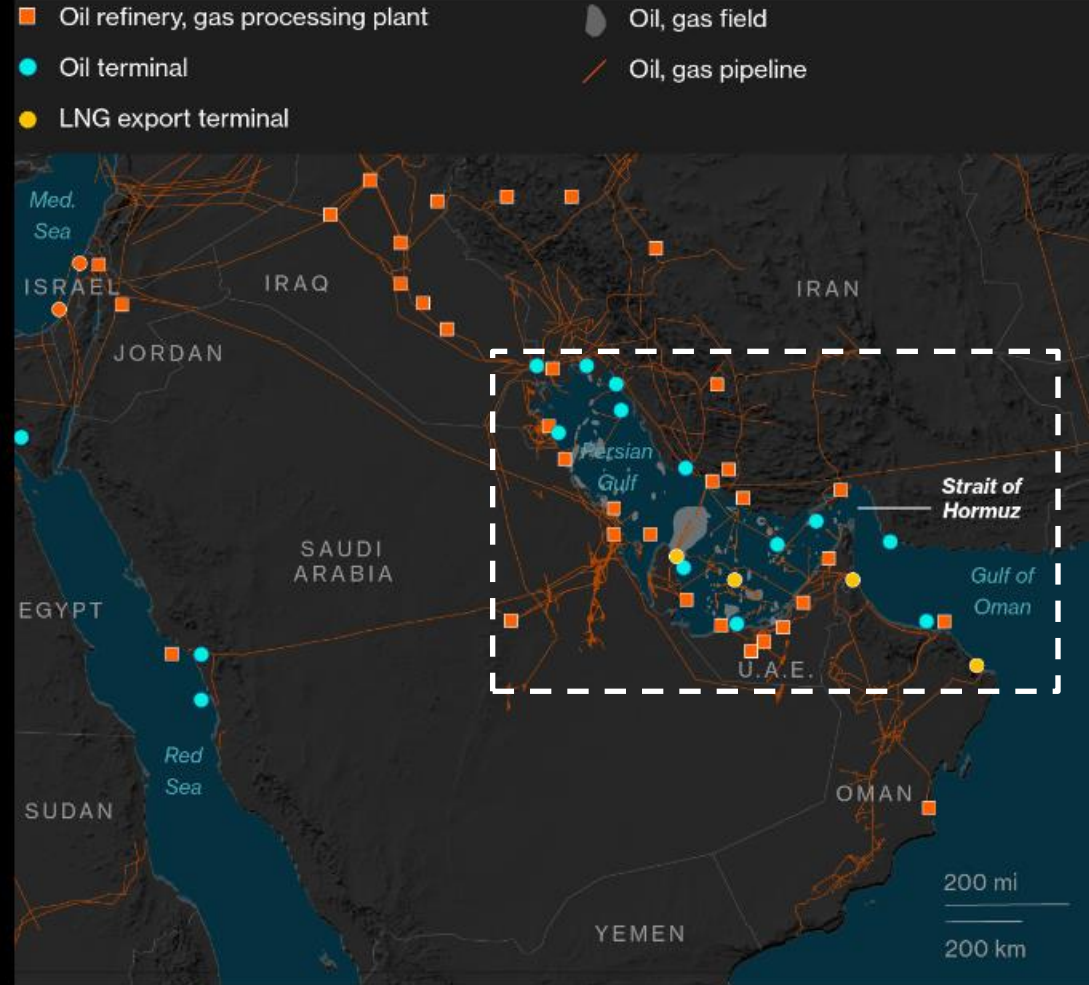 Oil refinery, gas processing plant
Oil terminal
LNG export terminal
Oil, gas field
Oil, gas pipeline
Med.
Sea
ISRAEL
IRAQ
IRAN
JORDAN
Persian
Gulf
Strait of
Hormuz
SAUDI
ARABIA
Gulf of
Oman
EGYPT
U.A.E.
Red
Sea
SUDAN
OMAN
YEMEN
200 mi
200 km